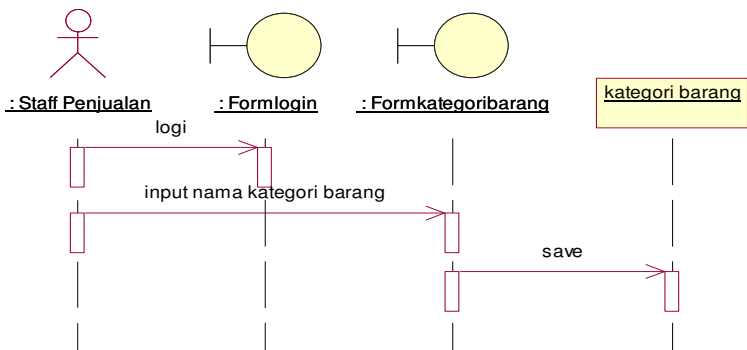 : Staff Penjualan
: Formlogin
: Formkategoribarang
kategori barang
logi
input nama kategori barang
save